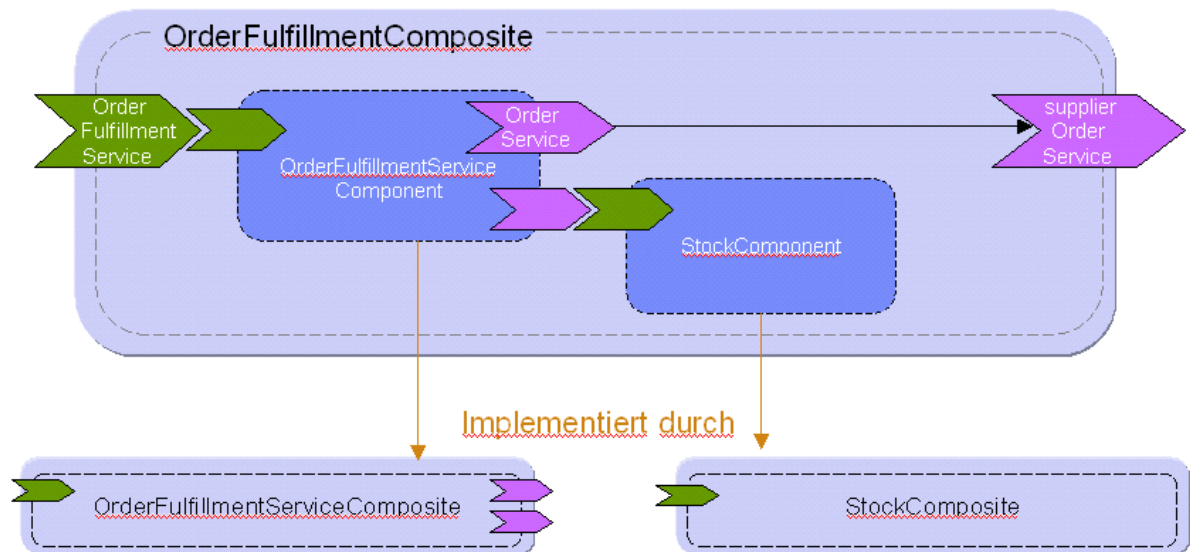 OrderFulfillmentComposite
Order
Fulfillment
Service
Order
Service
supplier
Order
Service
OrderFulfillmentService
Component
StockComponent
Implementiert durch
OrderFulfillmentServiceComposite
StockComposite